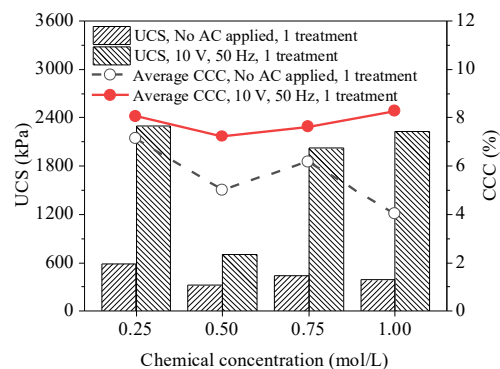 3600
3000
2400
1800
1200
600
0
UCS (kPa)
UCS, No AC applied, 1 treatment
UCS, 10 V, 50 Hz, 1 treatment
Average CCC, No AC applied, 1 treatment
Average CCC, 10 V, 50 Hz, 1 treatment
12
10
8
6
4
2
0
CCC (%)
0.25 0.50 0.75 1.00
Chemical concentration (mol/L)